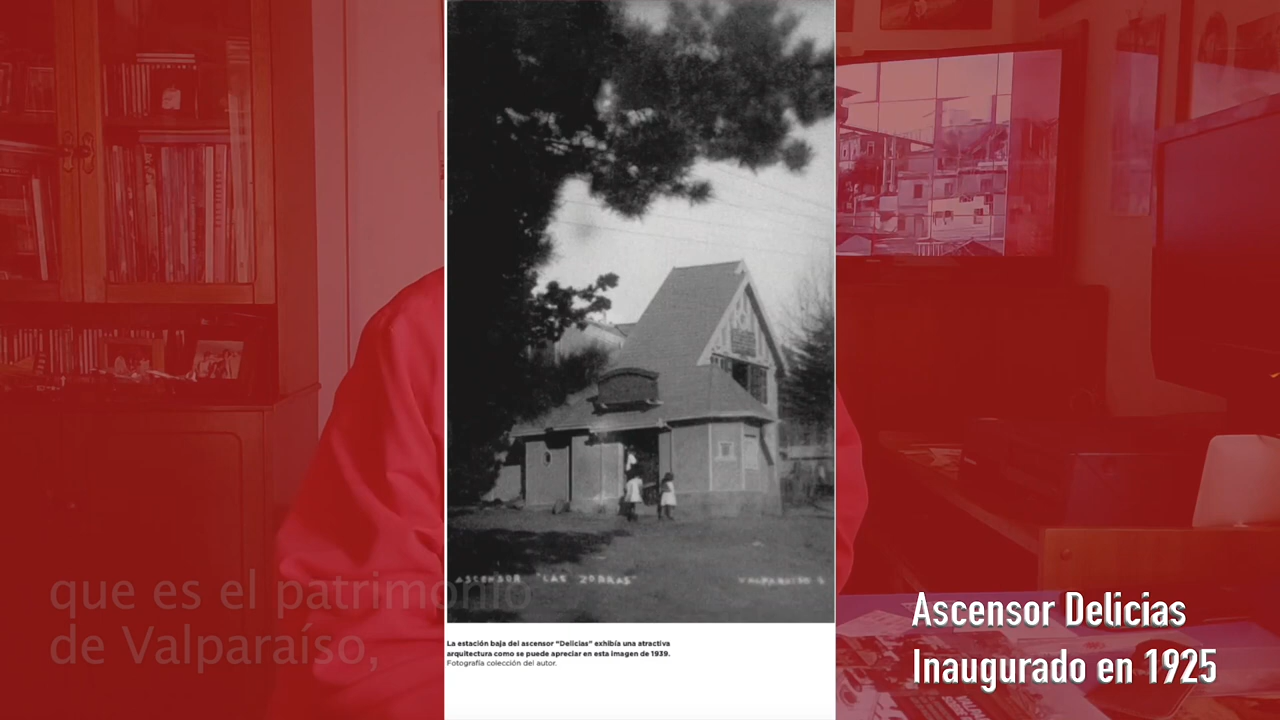 que es el patrimonio
de Valparaíso,
ASCENSOR "LAS ZORRAS"
VALPARAISO
La estación baja del ascensor “Delicias” exhibía una atractiva
arquitectura como se puede apreciar en esta imagen de 1939.
Fotografía colección del autor.
Ascensor Delicias
Inaugurado en 1925